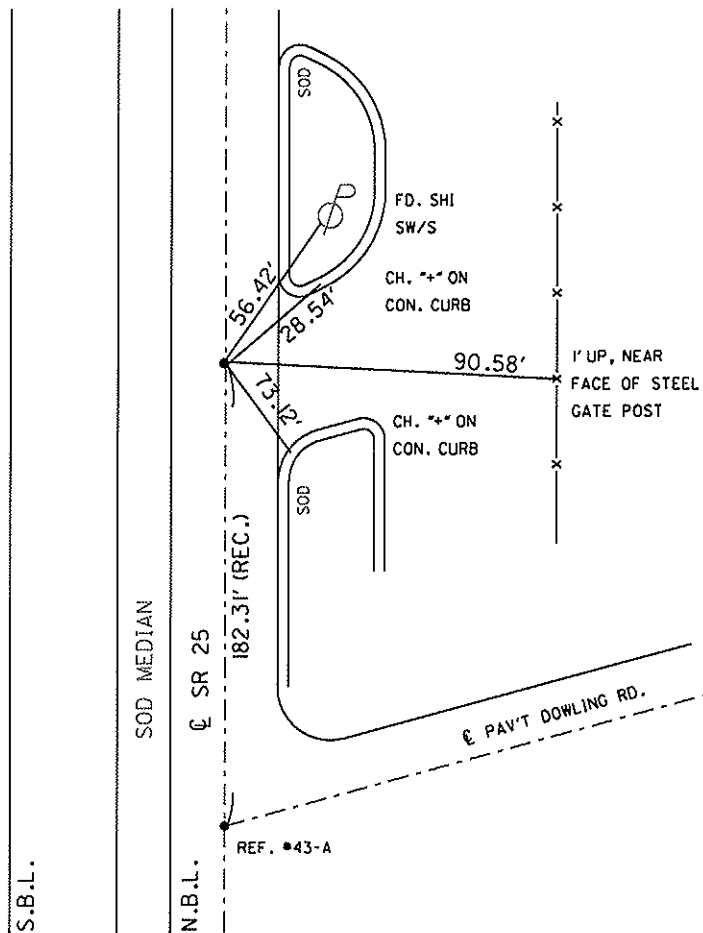 SOD
FD. SHI
SW/S
56.42'
28.54'
CH. "+" ON
CON. CURB
90.58'
1' UP, NEAR
FACE OF STEEL
GATE POST
73.12'
CH. "+" ON
CON. CURB
SOD
182.31' (REC.)
℄ SR 25
SOD MEDIAN
℄ PAV'T DOWLING RD.
REF. #43-A
S.B.L.
N.B.L.